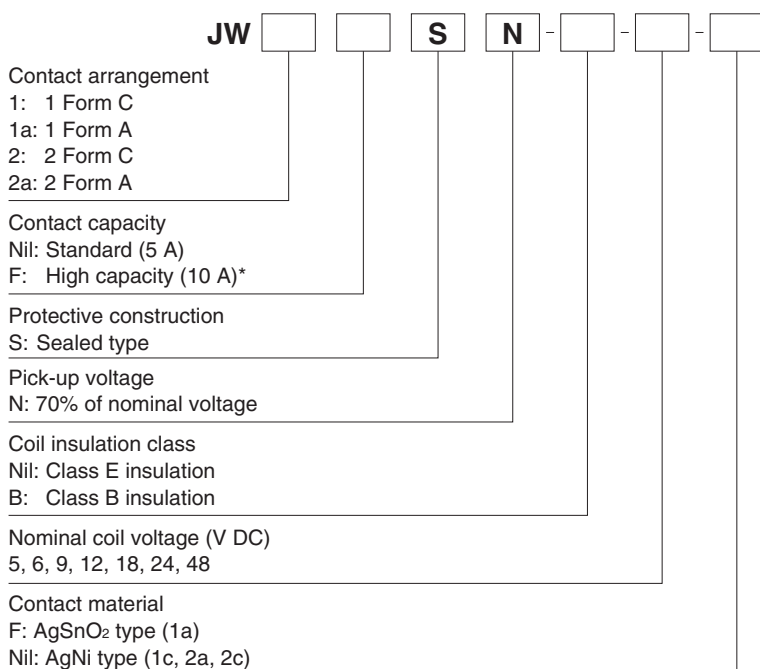 JW S N - - -
Contact arrangement
1: 1 Form C
1a: 1 Form A
2: 2 Form C
2a: 2 Form A
Contact capacity
Nil: Standard (5 A)
F: High capacity (10 A)*
Protective construction
S: Sealed type
Pick-up voltage
N: 70% of nominal voltage
Coil insulation class
Nil: Class E insulation
B: Class B insulation
Nominal coil voltage (V DC)
5, 6, 9, 12, 18, 24, 48
Contact material
F: AgSnO₂ type (1a)
Nil: AgNi type (1c, 2a, 2c)